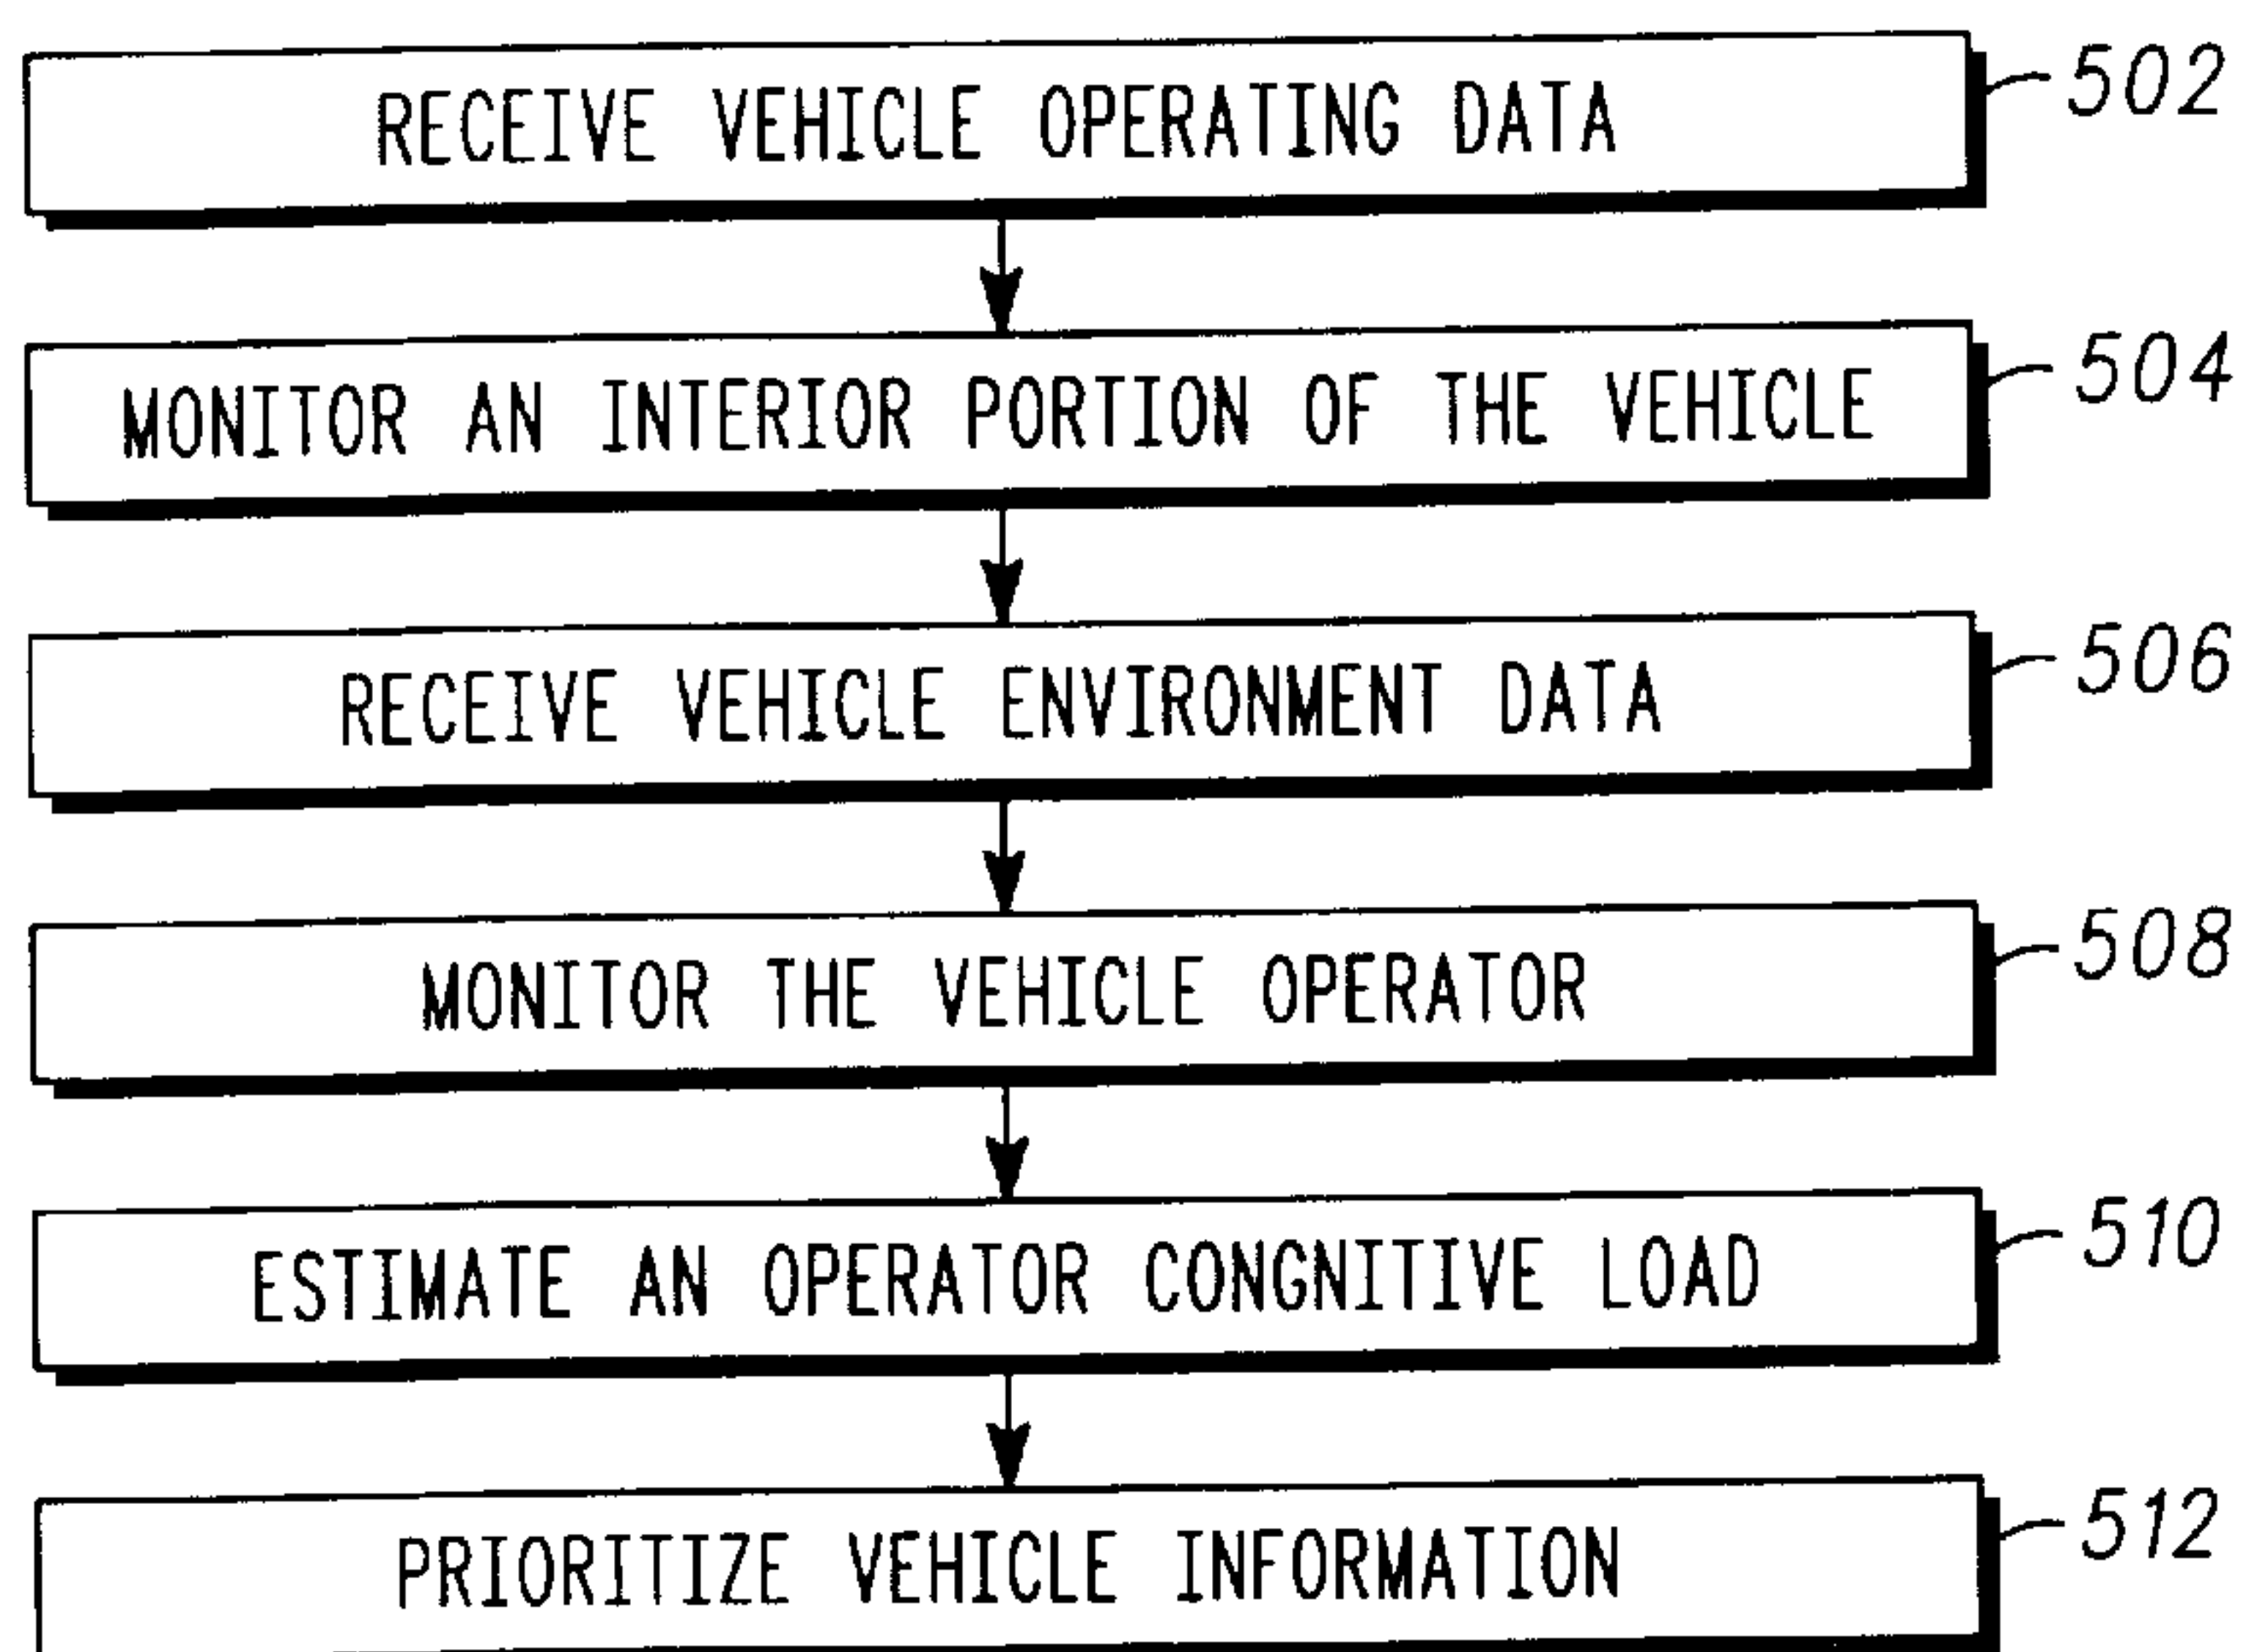 RECEIVE VEHICLE OPERATING DATA 502
MONITOR AN INTERIOR PORTION OF THE VEHICLE 504
RECEIVE VEHICLE ENVIRONMENT DATA 506
MONITOR THE VEHICLE OPERATOR 508
ESTIMATE AN OPERATOR CONGNITIVE LOAD 510
PRIORITIZE VEHICLE INFORMATION 512